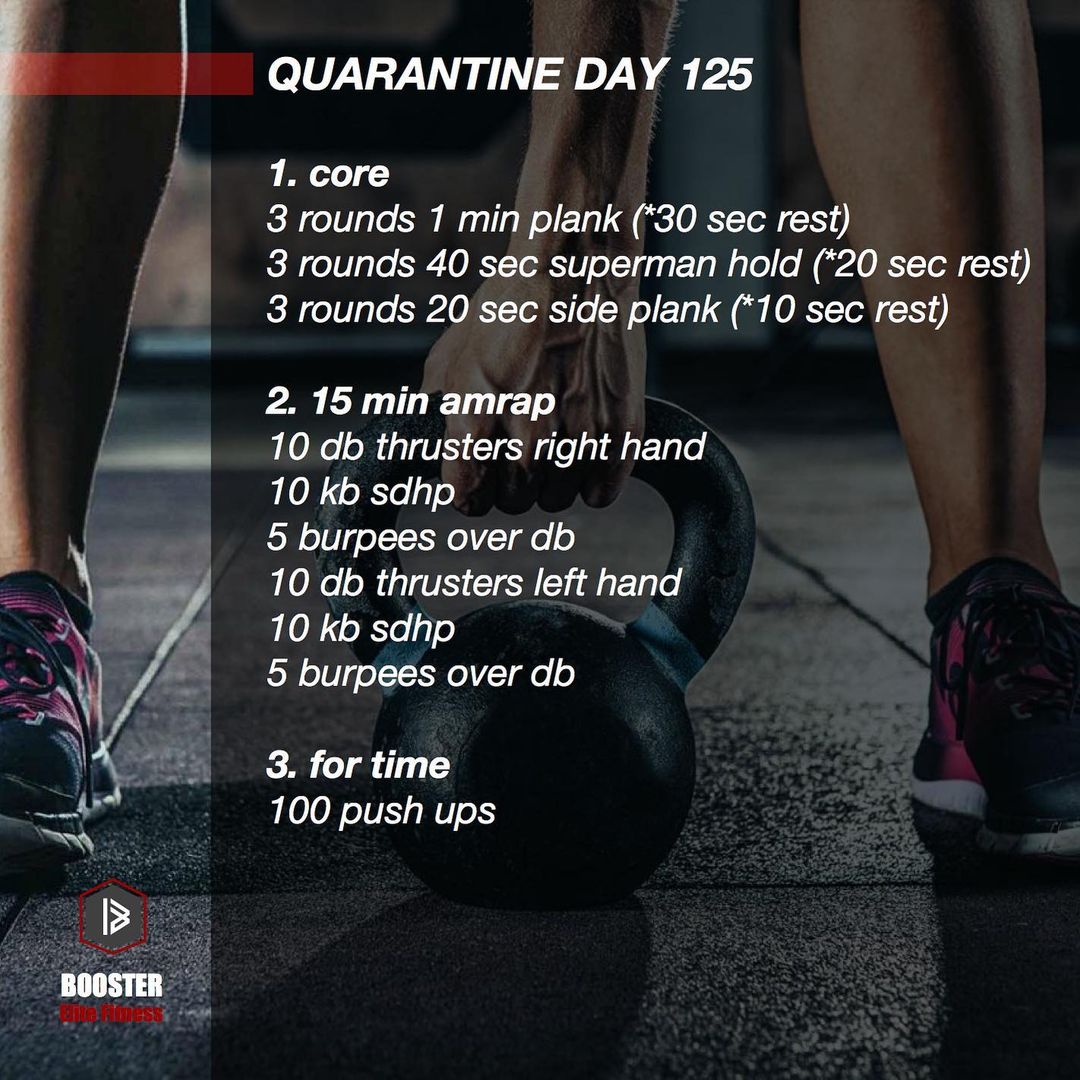 QUARANTINE DAY 125
1. core
3 rounds 1 min plank (*30 sec rest)
3 rounds 40 sec superman hold (*20 sec rest)
3 rounds 20 sec side plank (*10 sec rest)
2. 15 min amrap
10 db thrusters right hand
10 kb sdhp
5 burpees over db
10 db thrusters left hand
10 kb sdhp
5 burpees over db
3. for time
100 push ups
B
BOOSTER
Elite Fitness